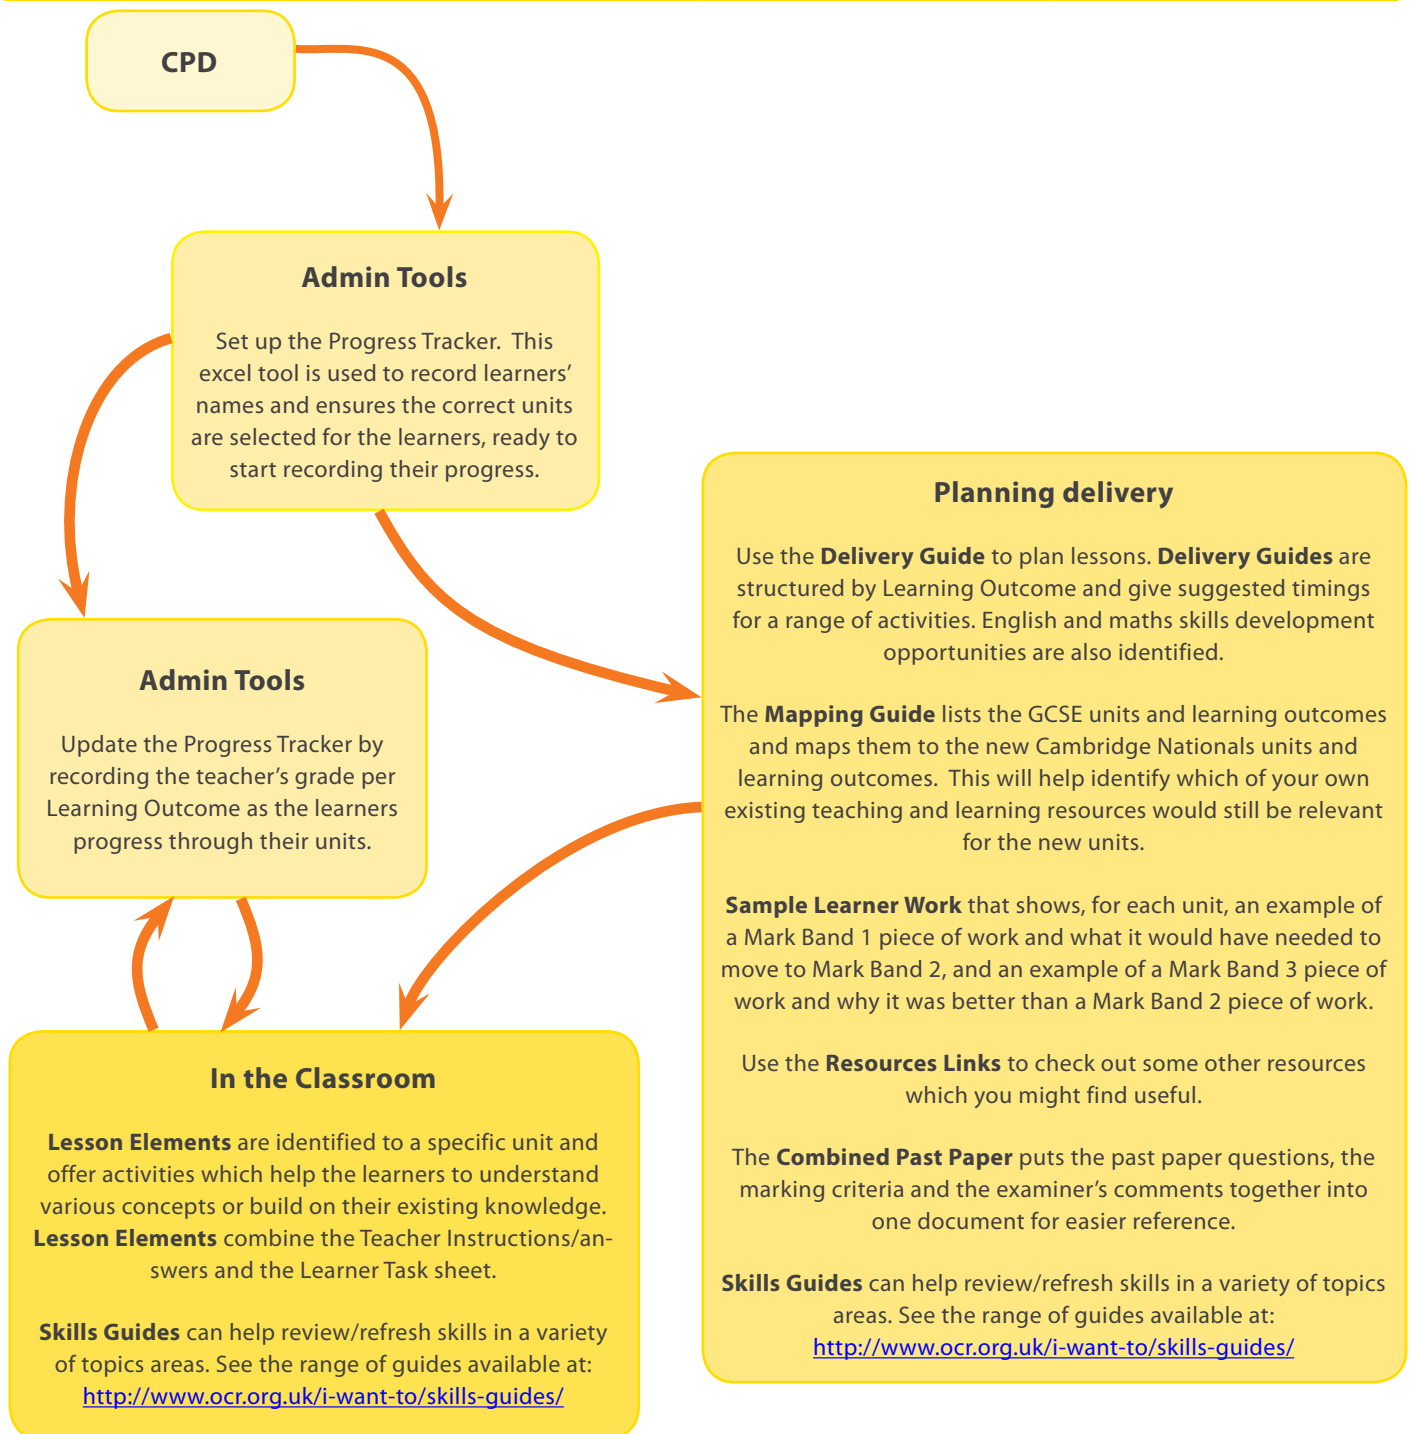 CPD
Admin Tools
Set up the Progress Tracker.  This
excel tool is used to record learners’
names and ensures the correct units
are selected for the learners, ready to
start recording their progress.
Admin Tools
Update the Progress Tracker by
recording the teacher’s grade per
Learning Outcome as the learners
progress through their units.
Planning delivery
Use the Delivery Guide to plan lessons. Delivery Guides are
structured by Learning Outcome and give suggested timings
for a range of activities. English and maths skills development
opportunities are also identified.
The Mapping Guide lists the GCSE units and learning outcomes
and maps them to the new Cambridge Nationals units and
learning outcomes.  This will help identify which of your own
existing teaching and learning resources would still be relevant
for the new units.
Sample Learner Work that shows, for each unit, an example of
a Mark Band 1 piece of work and what it would have needed to
move to Mark Band 2, and an example of a Mark Band 3 piece of
work and why it was better than a Mark Band 2 piece of work.
Use the Resources Links to check out some other resources
which you might find useful.
The Combined Past Paper puts the past paper questions, the
marking criteria and the examiner’s comments together into
one document for easier reference.
Skills Guides can help review/refresh skills in a variety of topics
areas. See the range of guides available at:
http://www.ocr.org.uk/i-want-to/skills-guides/
In the Classroom
Lesson Elements are identified to a specific unit and
offer activities which help the learners to understand
various concepts or build on their existing knowledge.
Lesson Elements combine the Teacher Instructions/an-
swers and the Learner Task sheet.
Skills Guides can help review/refresh skills in a variety
of topics areas. See the range of guides available at:
http://www.ocr.org.uk/i-want-to/skills-guides/